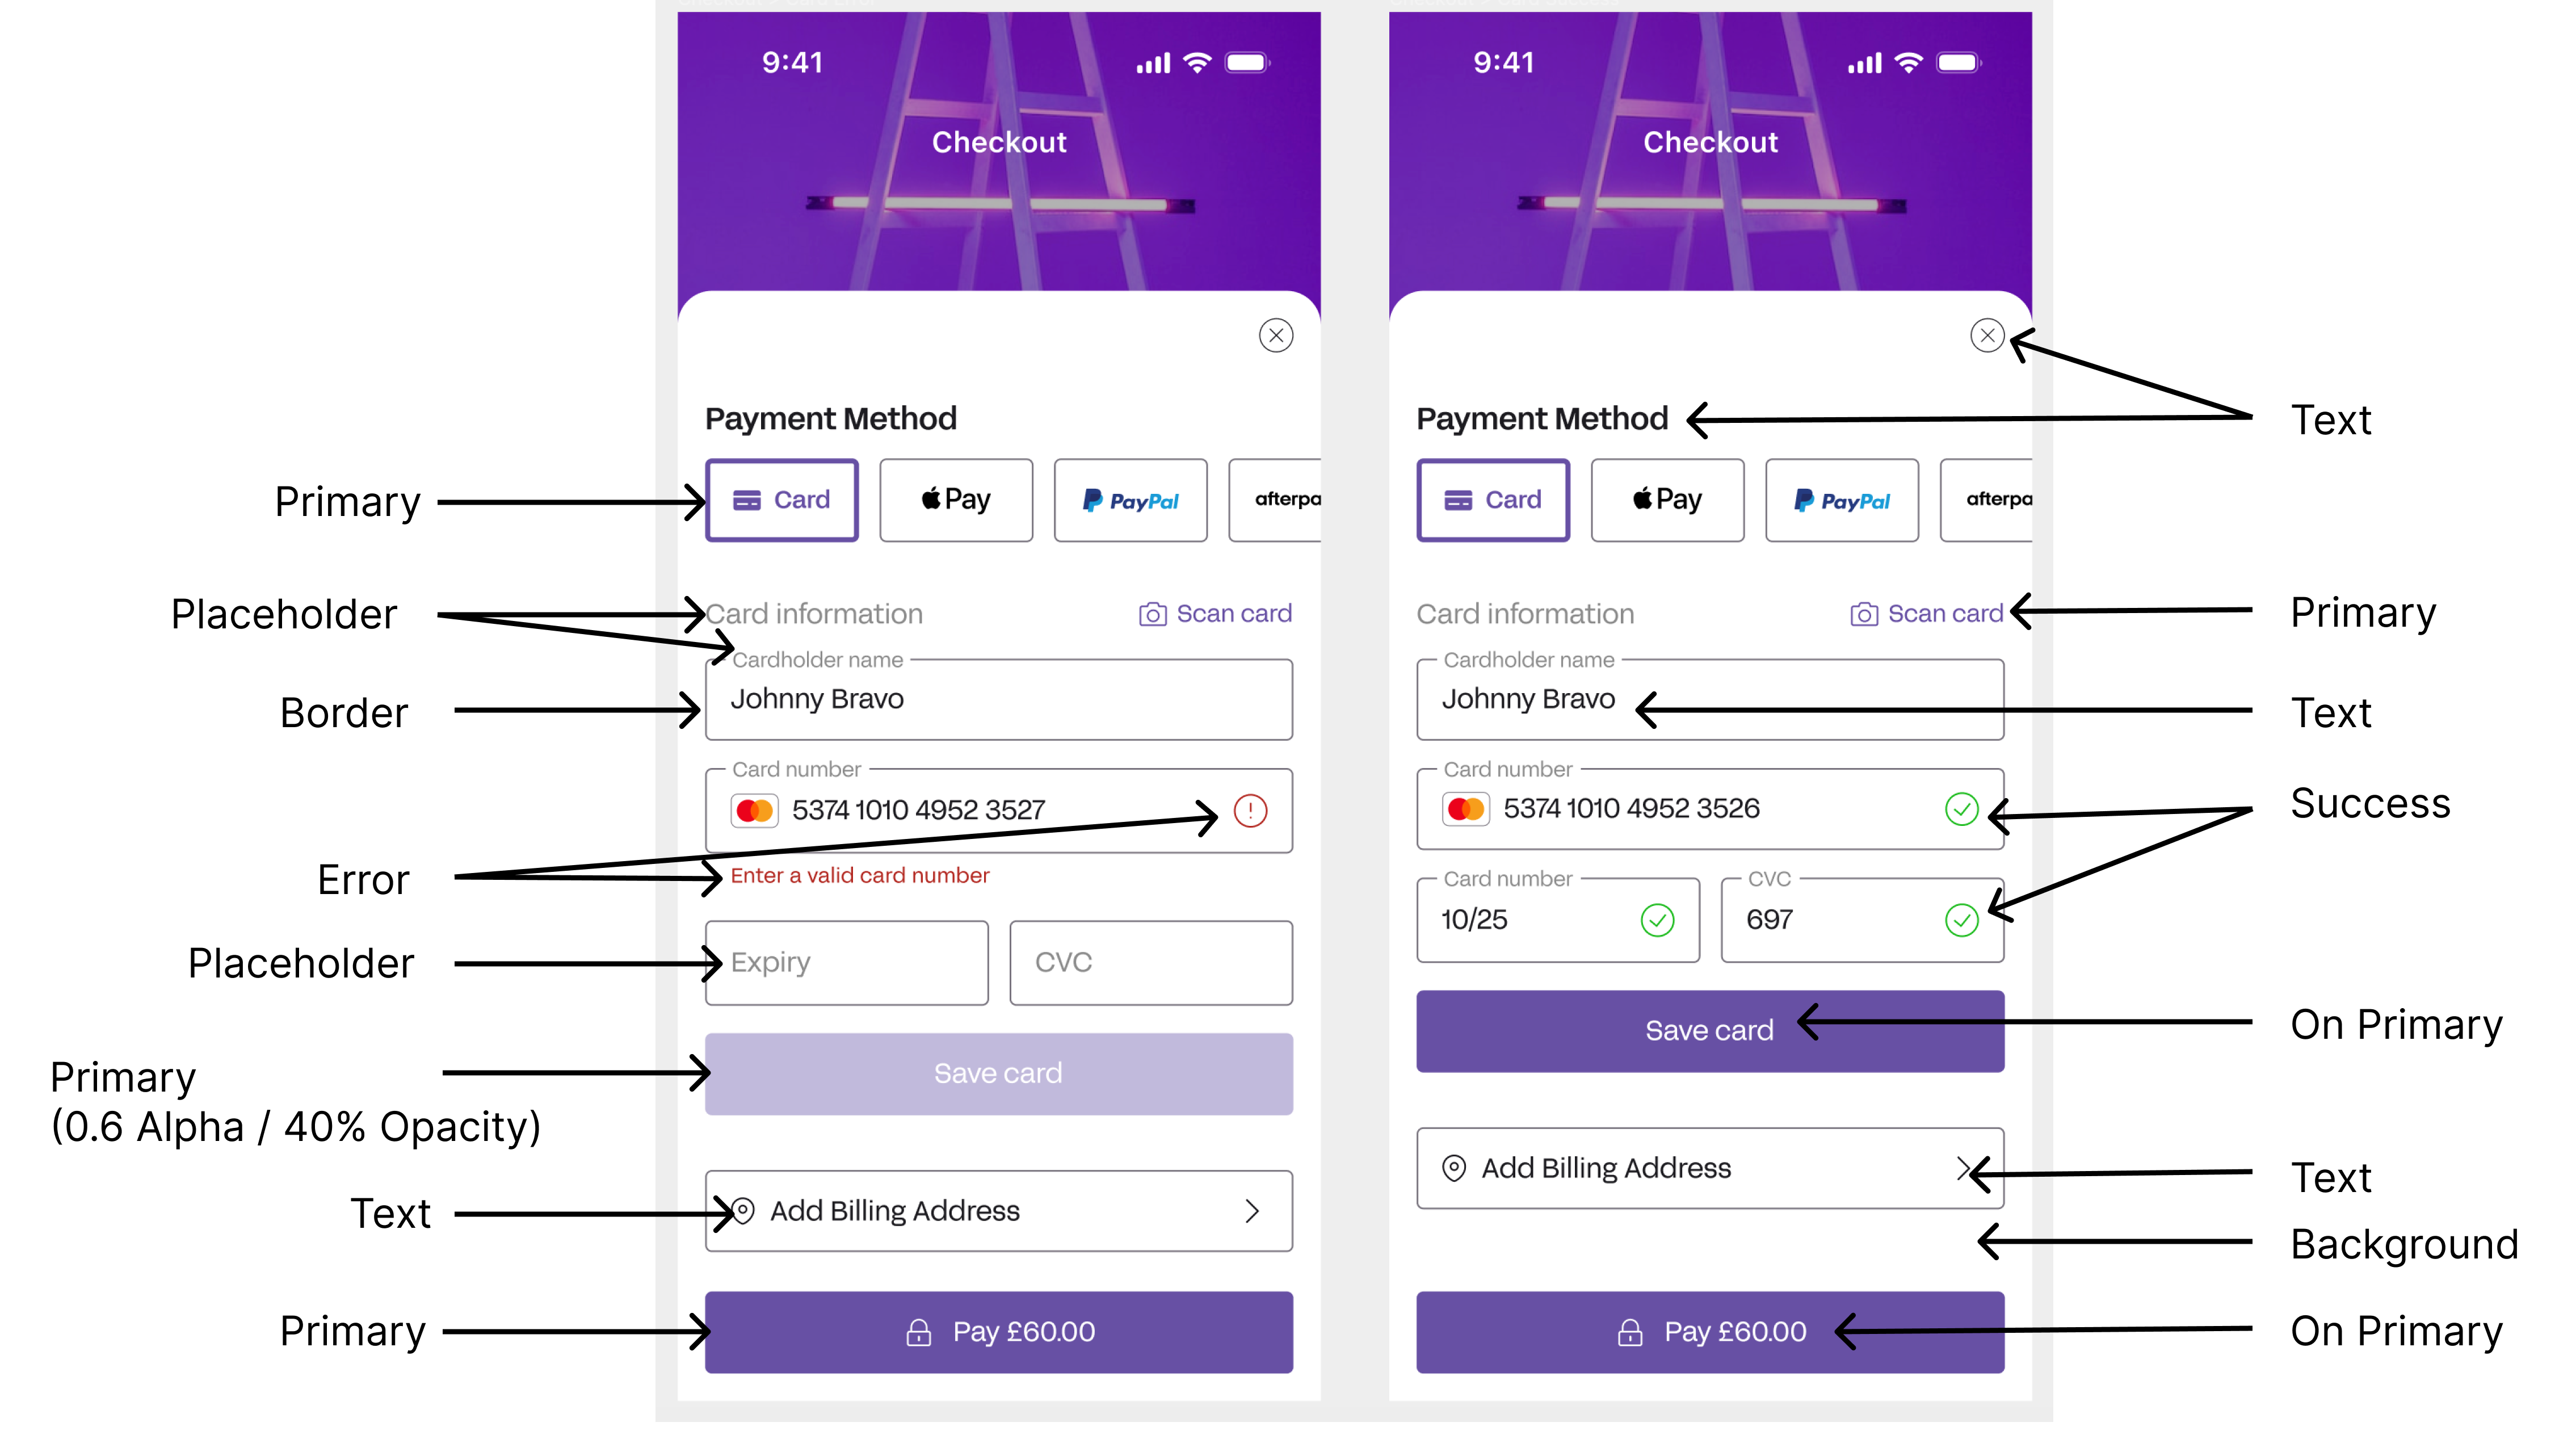 9:41
Checkout
Payment Method
Card
Pay
PayPal
afterpa
Card information
Scan card
Cardholder name
Johnny Bravo
Card number
5374 1010 4952 3527
Enter a valid card number
Expiry
CVC
Save card
Add Billing Address
Pay £60.00
9:41
Checkout
Payment Method
Card
Pay
PayPal
afterpa
Card information
Scan card
Cardholder name
Johnny Bravo
Card number
5374 1010 4952 3526
Card number
10/25
CVC
697
Save card
Add Billing Address
Pay £60.00
Primary
Placeholder
Border
Error
Placeholder
Primary
(0.6 Alpha / 40% Opacity)
Text
Primary
Text
Primary
Text
Success
On Primary
Text
Background
On Primary